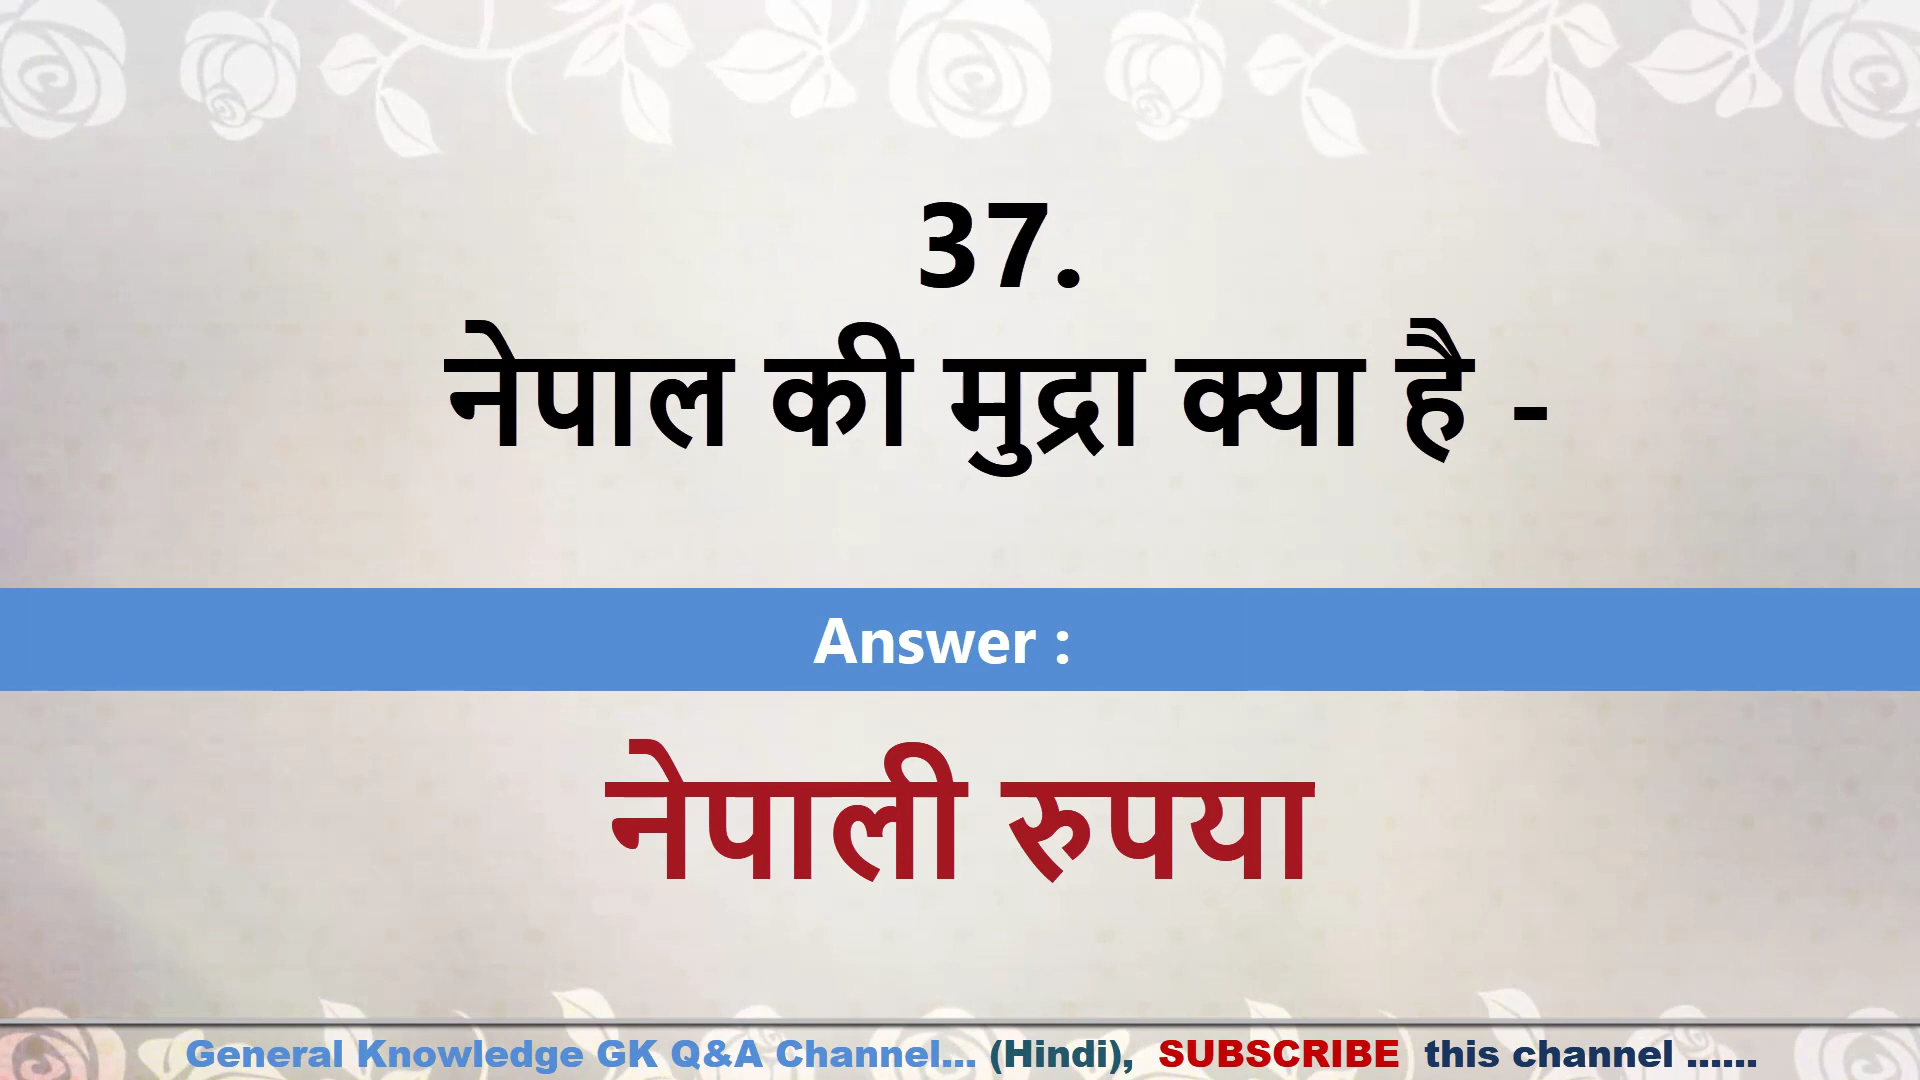 37.
नेपाल की मुद्रा क्या है -
Answer :
नेपाली रुपया
General Knowledge GK Q&A Channel... (Hindi), SUBSCRIBE this channel ......